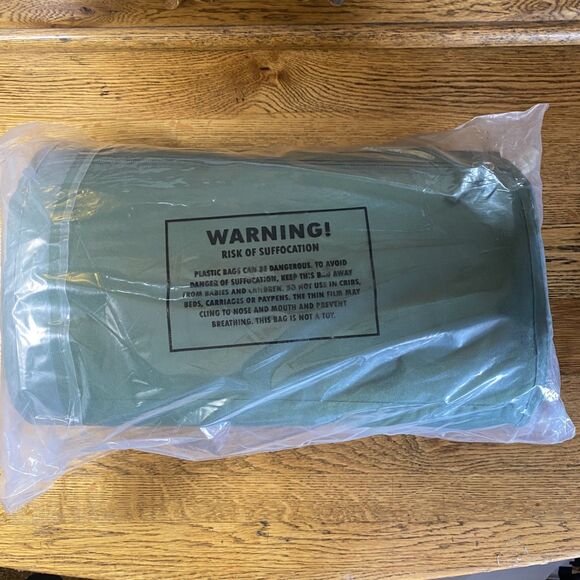 WARNING!
RISK OF SUFFOCATION
PLASTIC BAGS CAN BE DANGEROUS. TO AVOID
DANGER OF SUFFOCATION, KEEP THIS BAG AWAY
FROM BABIES AND CHILDREN. DO NOT USE IN CRIBS,
BEDS, CARRIAGES OR PAYPENS. THE THIN FILM MAY
CLING TO NOSE AND MOUTH AND PREVENT
BREATHING. THIS BAG IS NOT A TOY.